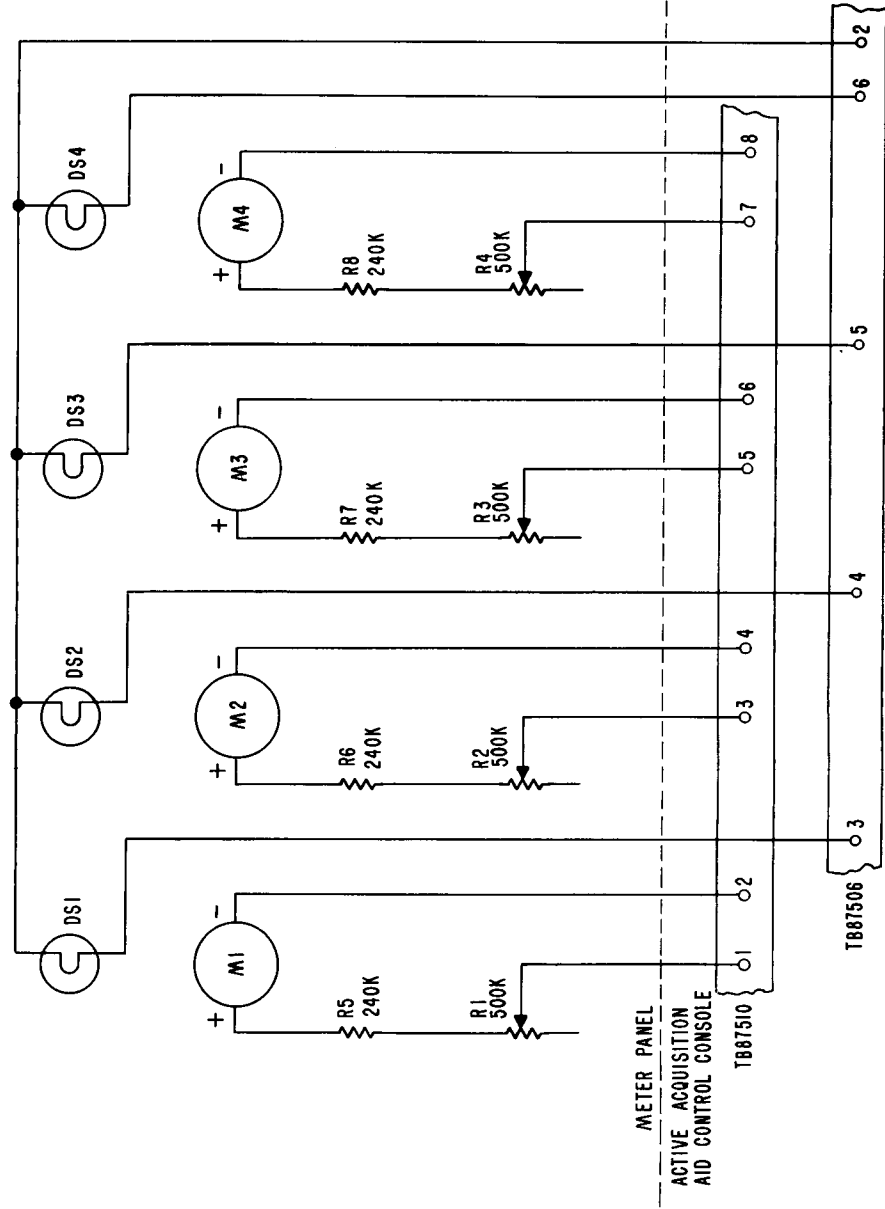 DS1
DS2
DS3
DS4
+
-
M1
+
-
M2
+
-
M3
+
-
M4
R5
240K
R6
240K
R7
240K
R8
240K
R1
500K
R2
500K
R3
500K
R4
500K
METER PANEL
ACTIVE ACQUISITION
AID CONTROL CONSOLE
TB87510
1
2
3
4
5
6
7
8
TB87506
3
4
5
6
2